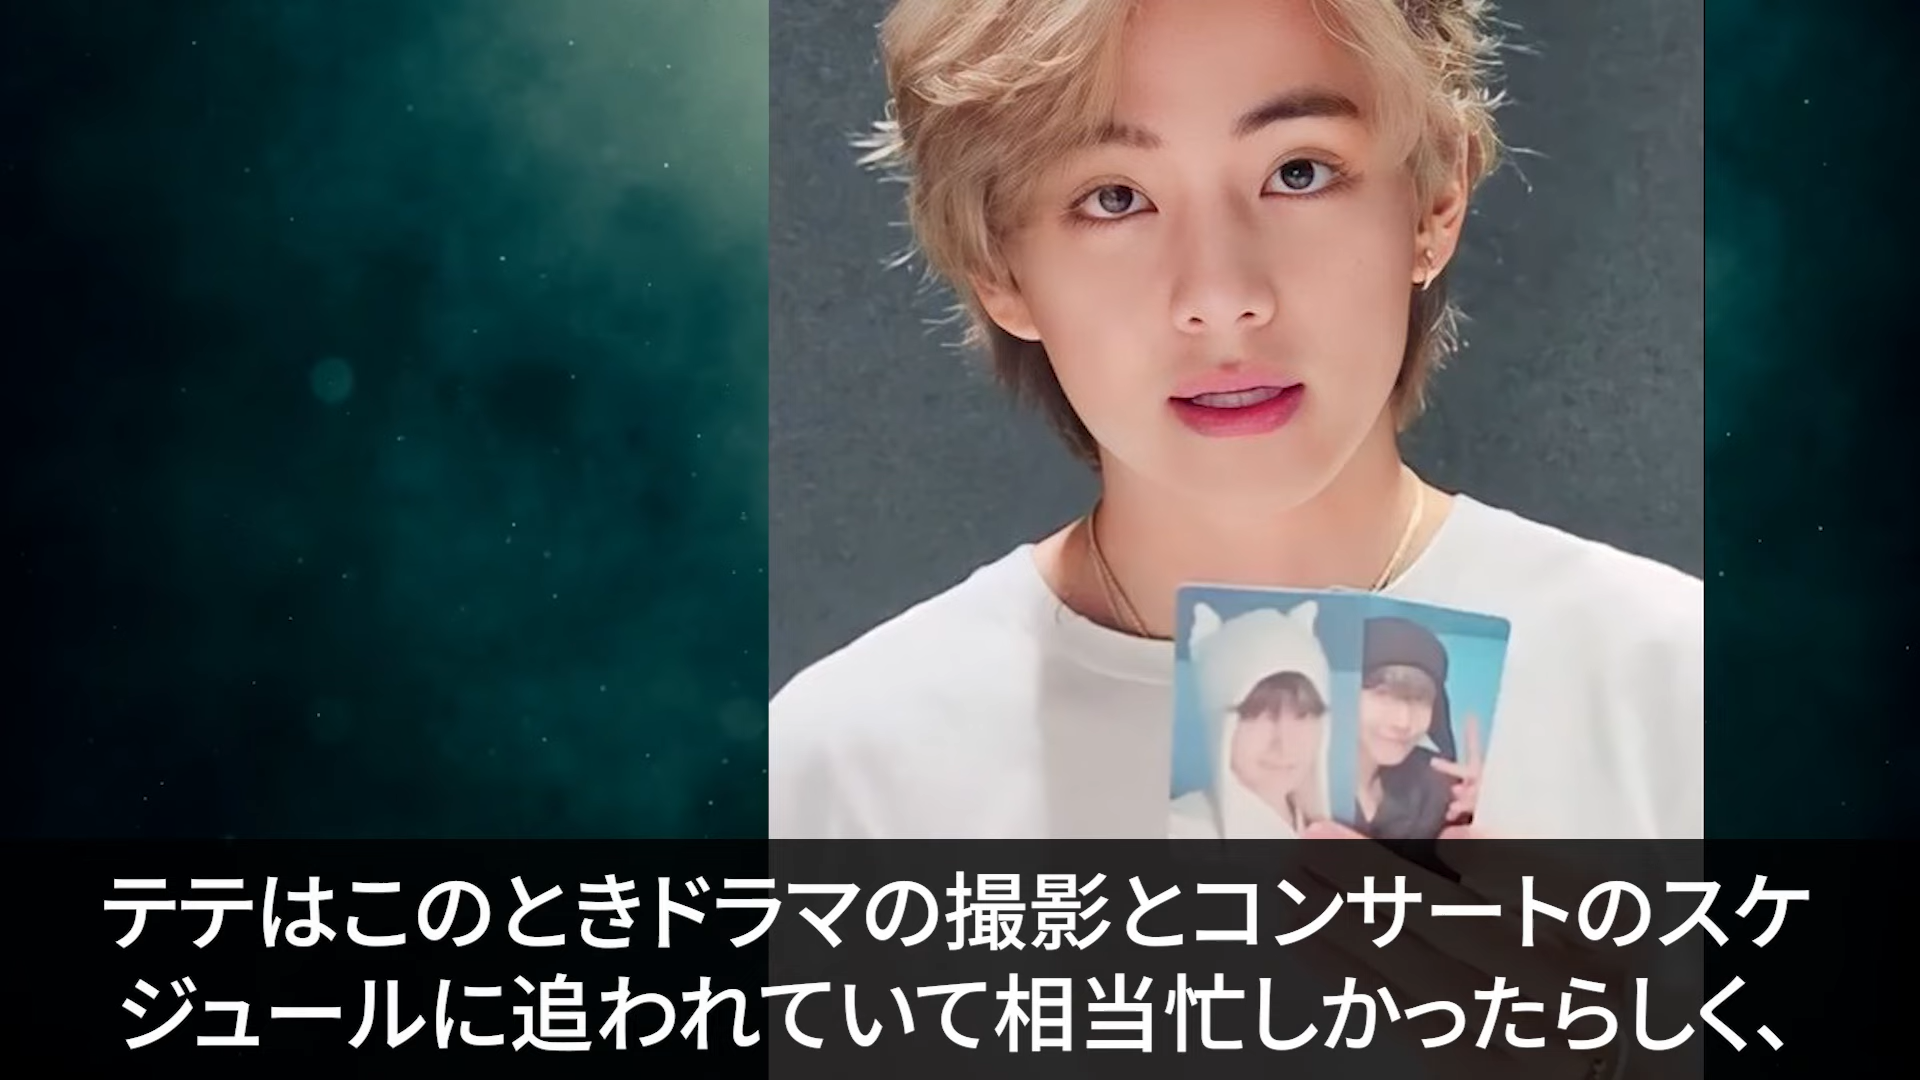 テテはこのときドラマの撮影とコンサートのスケ
ジュールに追われていて相当忙しかったらしく、